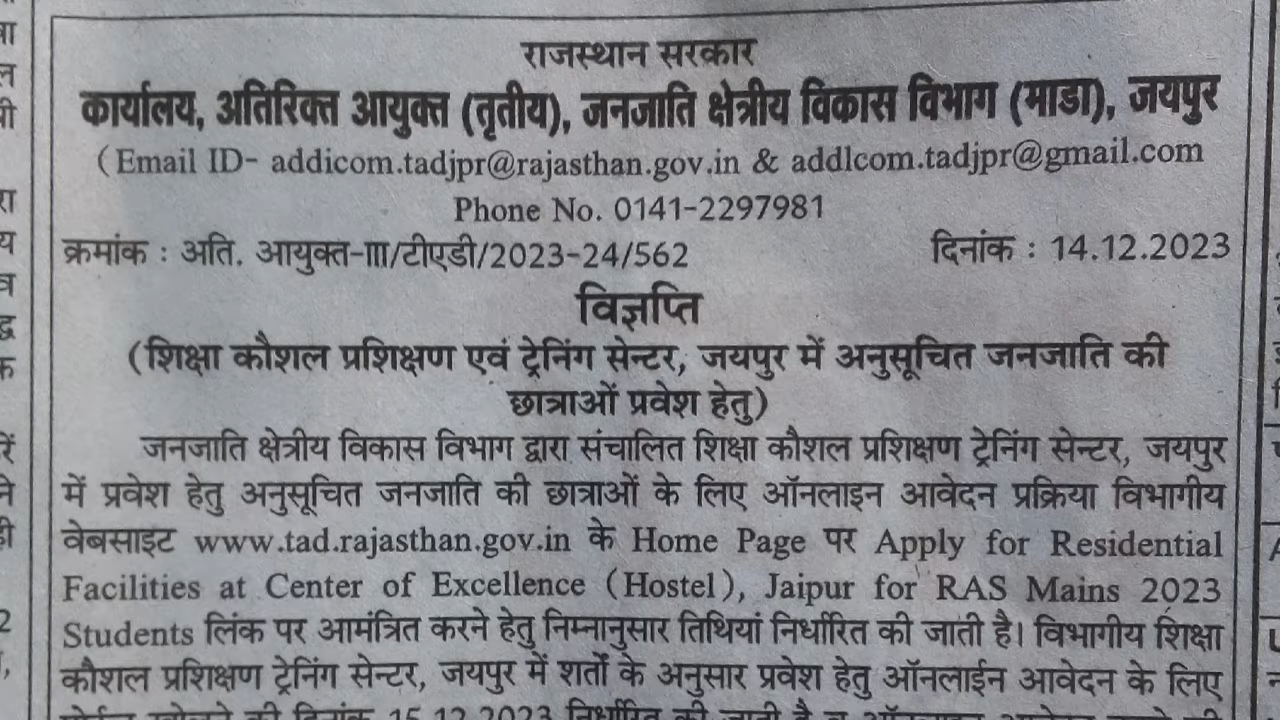 राजस्थान सरकार
कार्यालय, अतिरिक्त आयुक्त (तृतीय), जनजाति क्षेत्रीय विकास विभाग (माडा), जयपुर
(Email ID- addicom.tadjpr@rajasthan.gov.in & addlcom.tadjpr@gmail.com
Phone No. 0141-2297981
क्रमांक : अति. आयुक्त-III/टीएडी/2023-24/562 दिनांक : 14.12.2023
विज्ञप्ति
(शिक्षा कौशल प्रशिक्षण एवं ट्रेनिंग सेन्टर, जयपुर में अनुसूचित जनजाति की
छात्राओं प्रवेश हेतु)
जनजाति क्षेत्रीय विकास विभाग द्वारा संचालित शिक्षा कौशल प्रशिक्षण ट्रेनिंग सेन्टर, जयपुर
में प्रवेश हेतु अनुसूचित जनजाति की छात्राओं के लिए ऑनलाइन आवेदन प्रक्रिया विभागीय
वेबसाइट www.tad.rajasthan.gov.in के Home Page पर Apply for Residential
Facilities at Center of Excellence (Hostel), Jaipur for RAS Mains 2023
Students लिंक पर आमंत्रित करने हेतु निम्नानुसार तिथियां निर्धारित की जाती है। विभागीय शिक्षा
कौशल प्रशिक्षण ट्रेनिंग सेन्टर, जयपुर में शर्तों के अनुसार प्रवेश हेतु ऑनलाईन आवेदन के लिए
की दिनांक 15.12.2023 निर्धारित की जाती है व